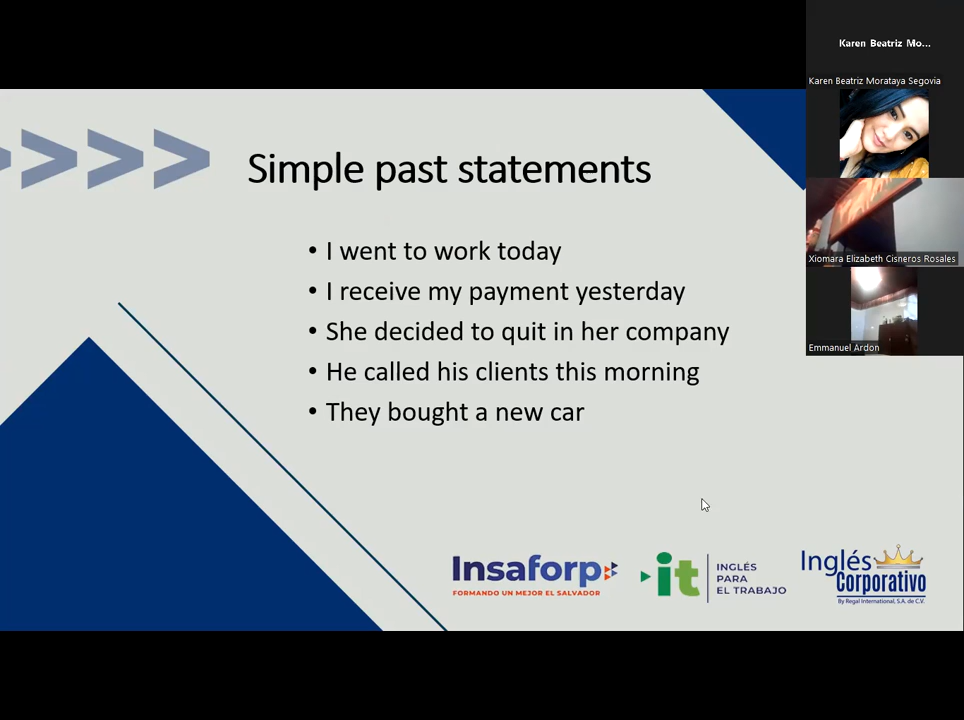 Karen Beatriz Mo...
Karen Beatriz Morataya Segovia
Simple past statements
• I went to work today
• I receive my payment yesterday
• She decided to quit in her company
• He called his clients this morning
• They bought a new car
Xiomara Elizabeth Cisneros Rosales
Emmanuel Ardon
Insaforp
FORMANDO UN MEJOR EL SALVADOR
it
INGLÉS
PARA
EL TRABAJO
Inglés
Corporativo
By Regal International, S.A. de C.V.